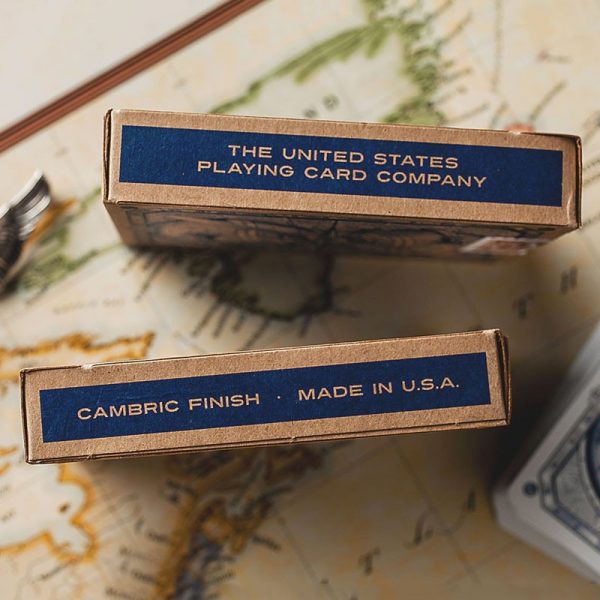 THE UNITED STATES
PLAYING CARD COMPANY
CAMBRIC FINISH · MADE IN U.S.A.